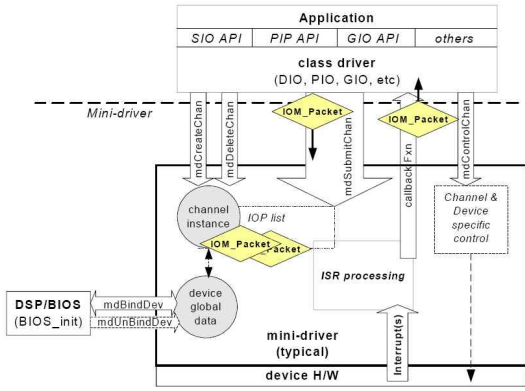 Application
SIO API
PIP API
GIO API
others
class driver
(DIO, PIO, GIO, etc)
Mini-driver
mdCreateChan
mdDeleteChan
IOM_Packet
mdSubmitChan
callback Fxn
IOM_Packet
mdControlChan
channel
instance
IOP list
IOM_Packet
Packet
Channel &
Device
specific
control
ISR processing
DSP/BIOS
(BIOS_init)
mdBindDev
mdUnBindDev
device
global
data
mini-driver
(typical)
Interrupt(s)
device H/W